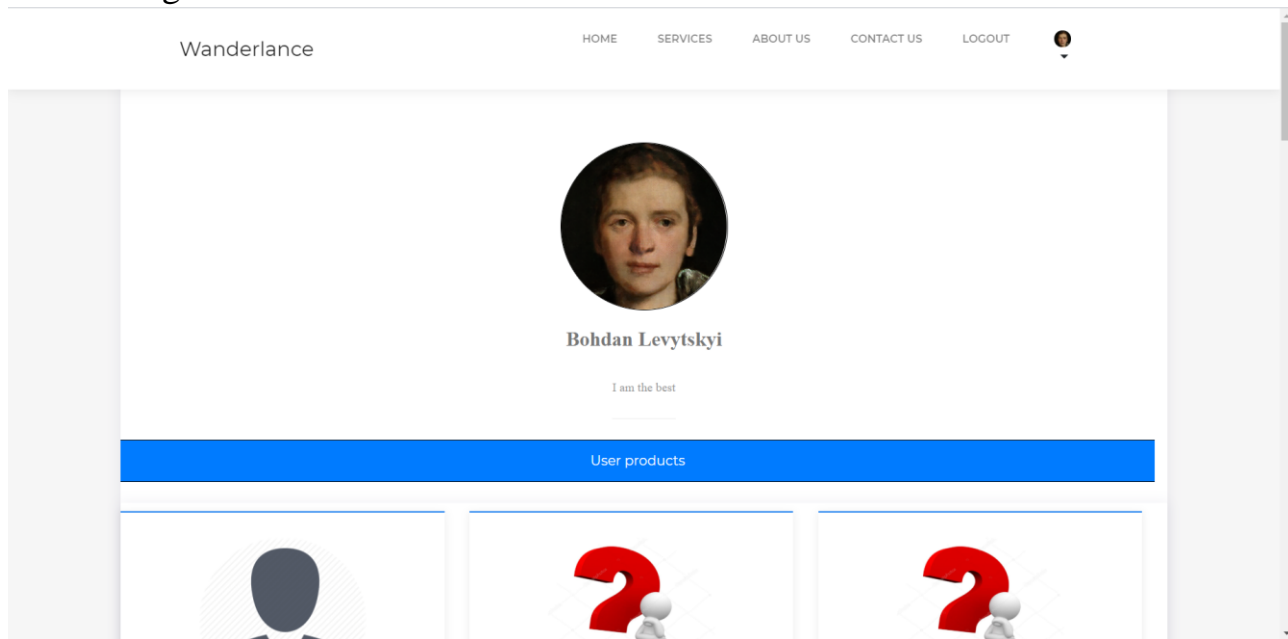 Wanderlance
HOME SERVICES ABOUT US CONTACT US LOGOUT
Bohdan Levytskyi
I am the best
User products